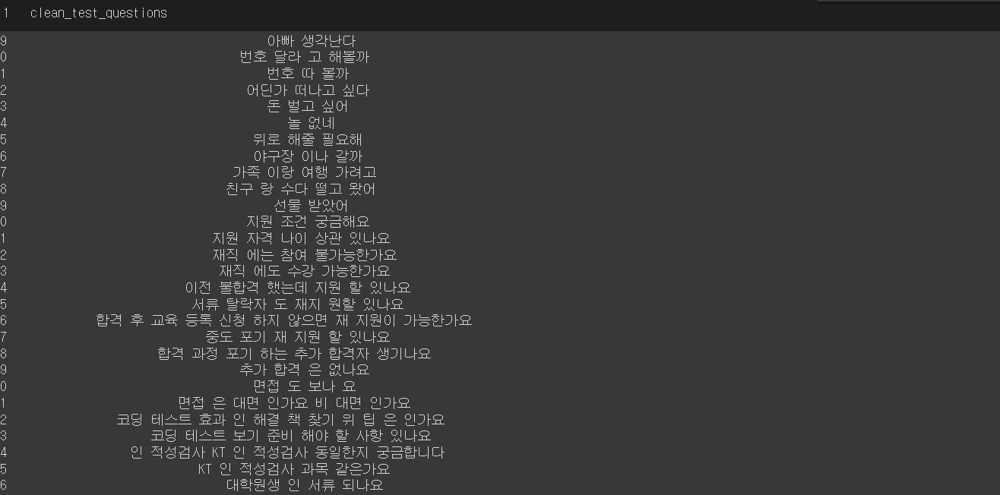 1 clean_test_questions
9 아빠 생각난다
0 번호 달라 고 해볼까
1 번호 따 볼까
2 어딘가 떠나고 싶다
3 돈 벌고 싶어
4 놀 없네
5 위로 해줄 필요해
6 야구장 이나 갈까
7 가족 이랑 여행 가려고
8 친구 랑 수다 떨고 왔어
9 선물 받았어
0 지원 조건 궁금해요
1 지원 자격 나이 상관 있나요
2 재직 에는 참여 불가능한가요
3 재직 에도 수강 가능한가요
4 이전 불합격 했는데 지원 할 있나요
5 서류 탈락자 도 재지 원할 있나요
6 합격 후 교육 등록 신청 하지 않으면 재 지원이 가능한가요
7 중도 포기 재 지원 할 있나요
8 합격 과정 포기 하는 추가 합격자 생기나요
9 추가 합격 은 없나요
0 면접 도 보나 요
1 면접 은 대면 인가요 비 대면 인가요
2 코딩 테스트 효과 인 해결 책 찾기 위 팁 은 인가요
3 코딩 테스트 보기 준비 해야 할 사항 있나요
4 인 적성검사 KT 인 적성검사 동일한지 궁금합니다
5 KT 인 적성검사 과목 같은가요
6 대학원생 인 서류 되나요